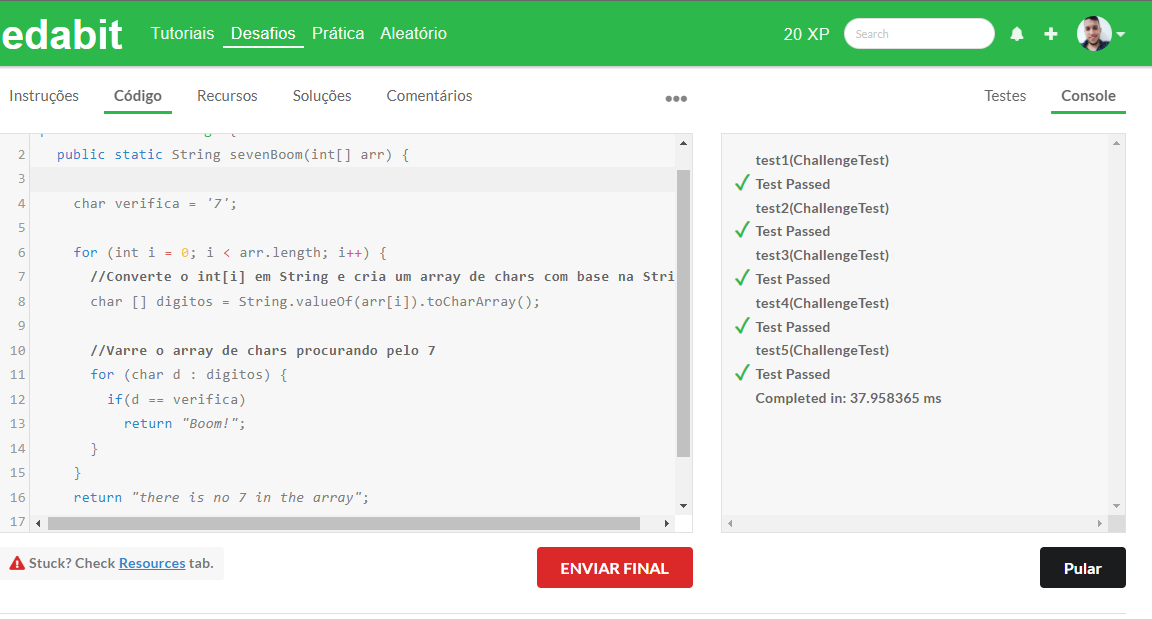 edabit Tutoriais Desafios Prática Aleatório 20 XP Search
Instruções Código Recursos Soluções Comentários ••• Testes Console
2 public static String sevenBoom(int[] arr) {
3
4 char verifica = '7';
5
6 for (int i = 0; i < arr.length; i++) {
7 //Converte o int[i] em String e cria um array de chars com base na Stri
8 char [] digitos = String.valueOf(arr[i]).toCharArray();
9
10 //Varre o array de chars procurando pelo 7
11 for (char d : digitos) {
12 if(d == verifica)
13 return "Boom!";
14 }
15 }
16 return "there is no 7 in the array";
17
test1(ChallengeTest)
Test Passed
test2(ChallengeTest)
Test Passed
test3(ChallengeTest)
Test Passed
test4(ChallengeTest)
Test Passed
test5(ChallengeTest)
Test Passed
Completed in: 37.958365 ms
Stuck? Check Resources tab.
ENVIAR FINAL
Pular